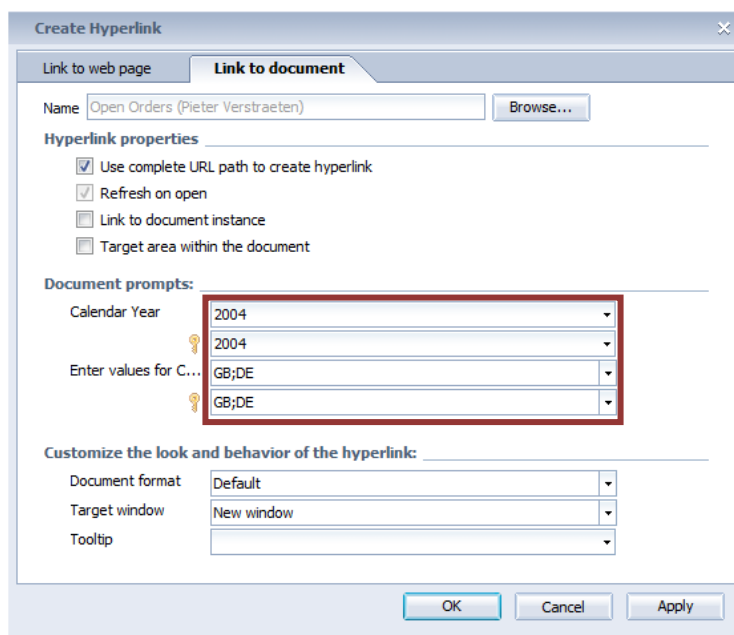 Create Hyperlink
Link to web page Link to document
Name Open Orders (Pieter Verstraeten) Browse...
Hyperlink properties
Use complete URL path to create hyperlink
Refresh on open
Link to document instance
Target area within the document
Document prompts:
Calendar Year 2004
2004
Enter values for C... GB;DE
GB;DE
Customize the look and behavior of the hyperlink:
Document format Default
Target window New window
Tooltip
OK Cancel Apply